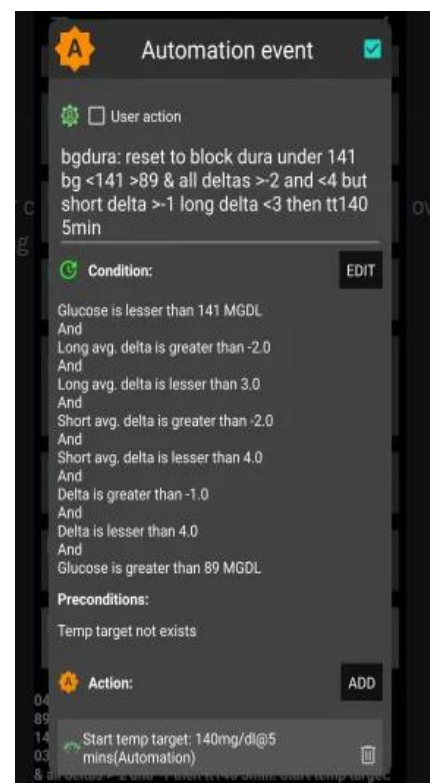 Automation event
User action
bgdura: reset to block dura under 141
bg <141 >89 & all deltas >-2 and <4 but
short delta >-1 long delta <3 then tt140
5min
Condition:
EDIT
Glucose is lesser than 141 MGDL
And
Long avg. delta is greater than -2.0
And
Long avg. delta is lesser than 3.0
And
Short avg. delta is greater than -2.0
And
Short avg. delta is lesser than 4.0
And
Delta is greater than -1.0
And
Delta is lesser than 4.0
And
Glucose is greater than 89 MGDL
Preconditions:
Temp target not exists
Action:
ADD
Start temp target: 140mg/dl@5
mins(Automation)